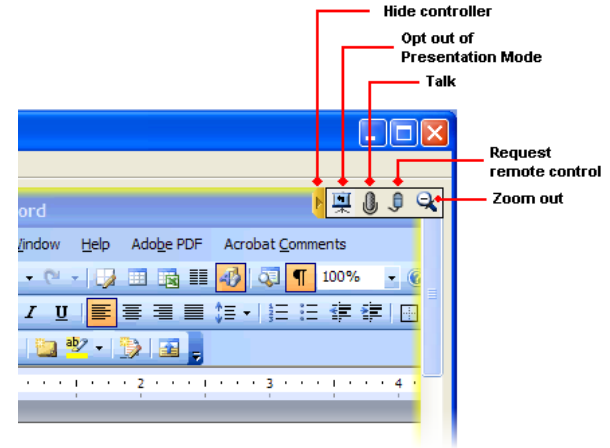 Hide controller
Opt out of
Presentation Mode
Talk
Request
remote control
Zoom out
ord
Window Help Adobe PDF Acrobat Comments
¶ 100%
I U
ab
2 3 4